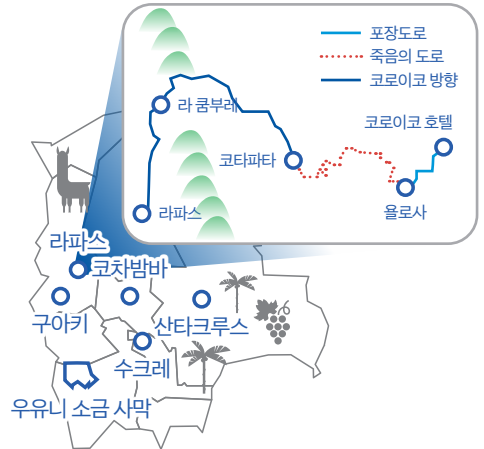 포장도로
죽음의 도로
코로이코 방향
라 쿰부레
코로이코 호텔
코타파타
욜로사
라파스
라파스
코차밤바
구아키
산타크루스
수크레
우유니 소금 사막